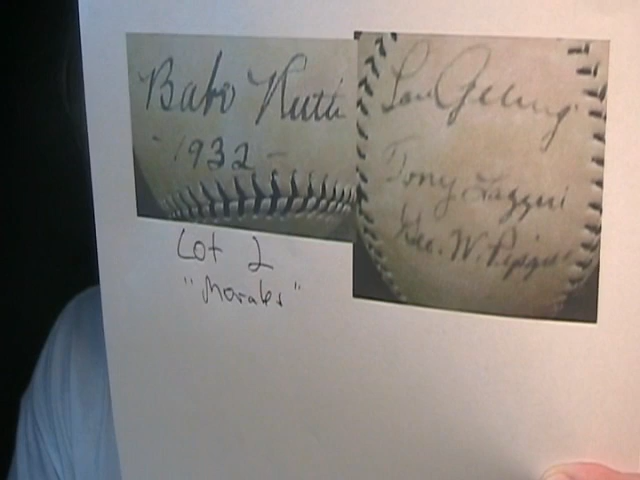 Babe Ruth
- 1932 -
Lou Gehrig
Tony Lazzeri
Geo. W. Pipgras
Lot 2
"Morales"